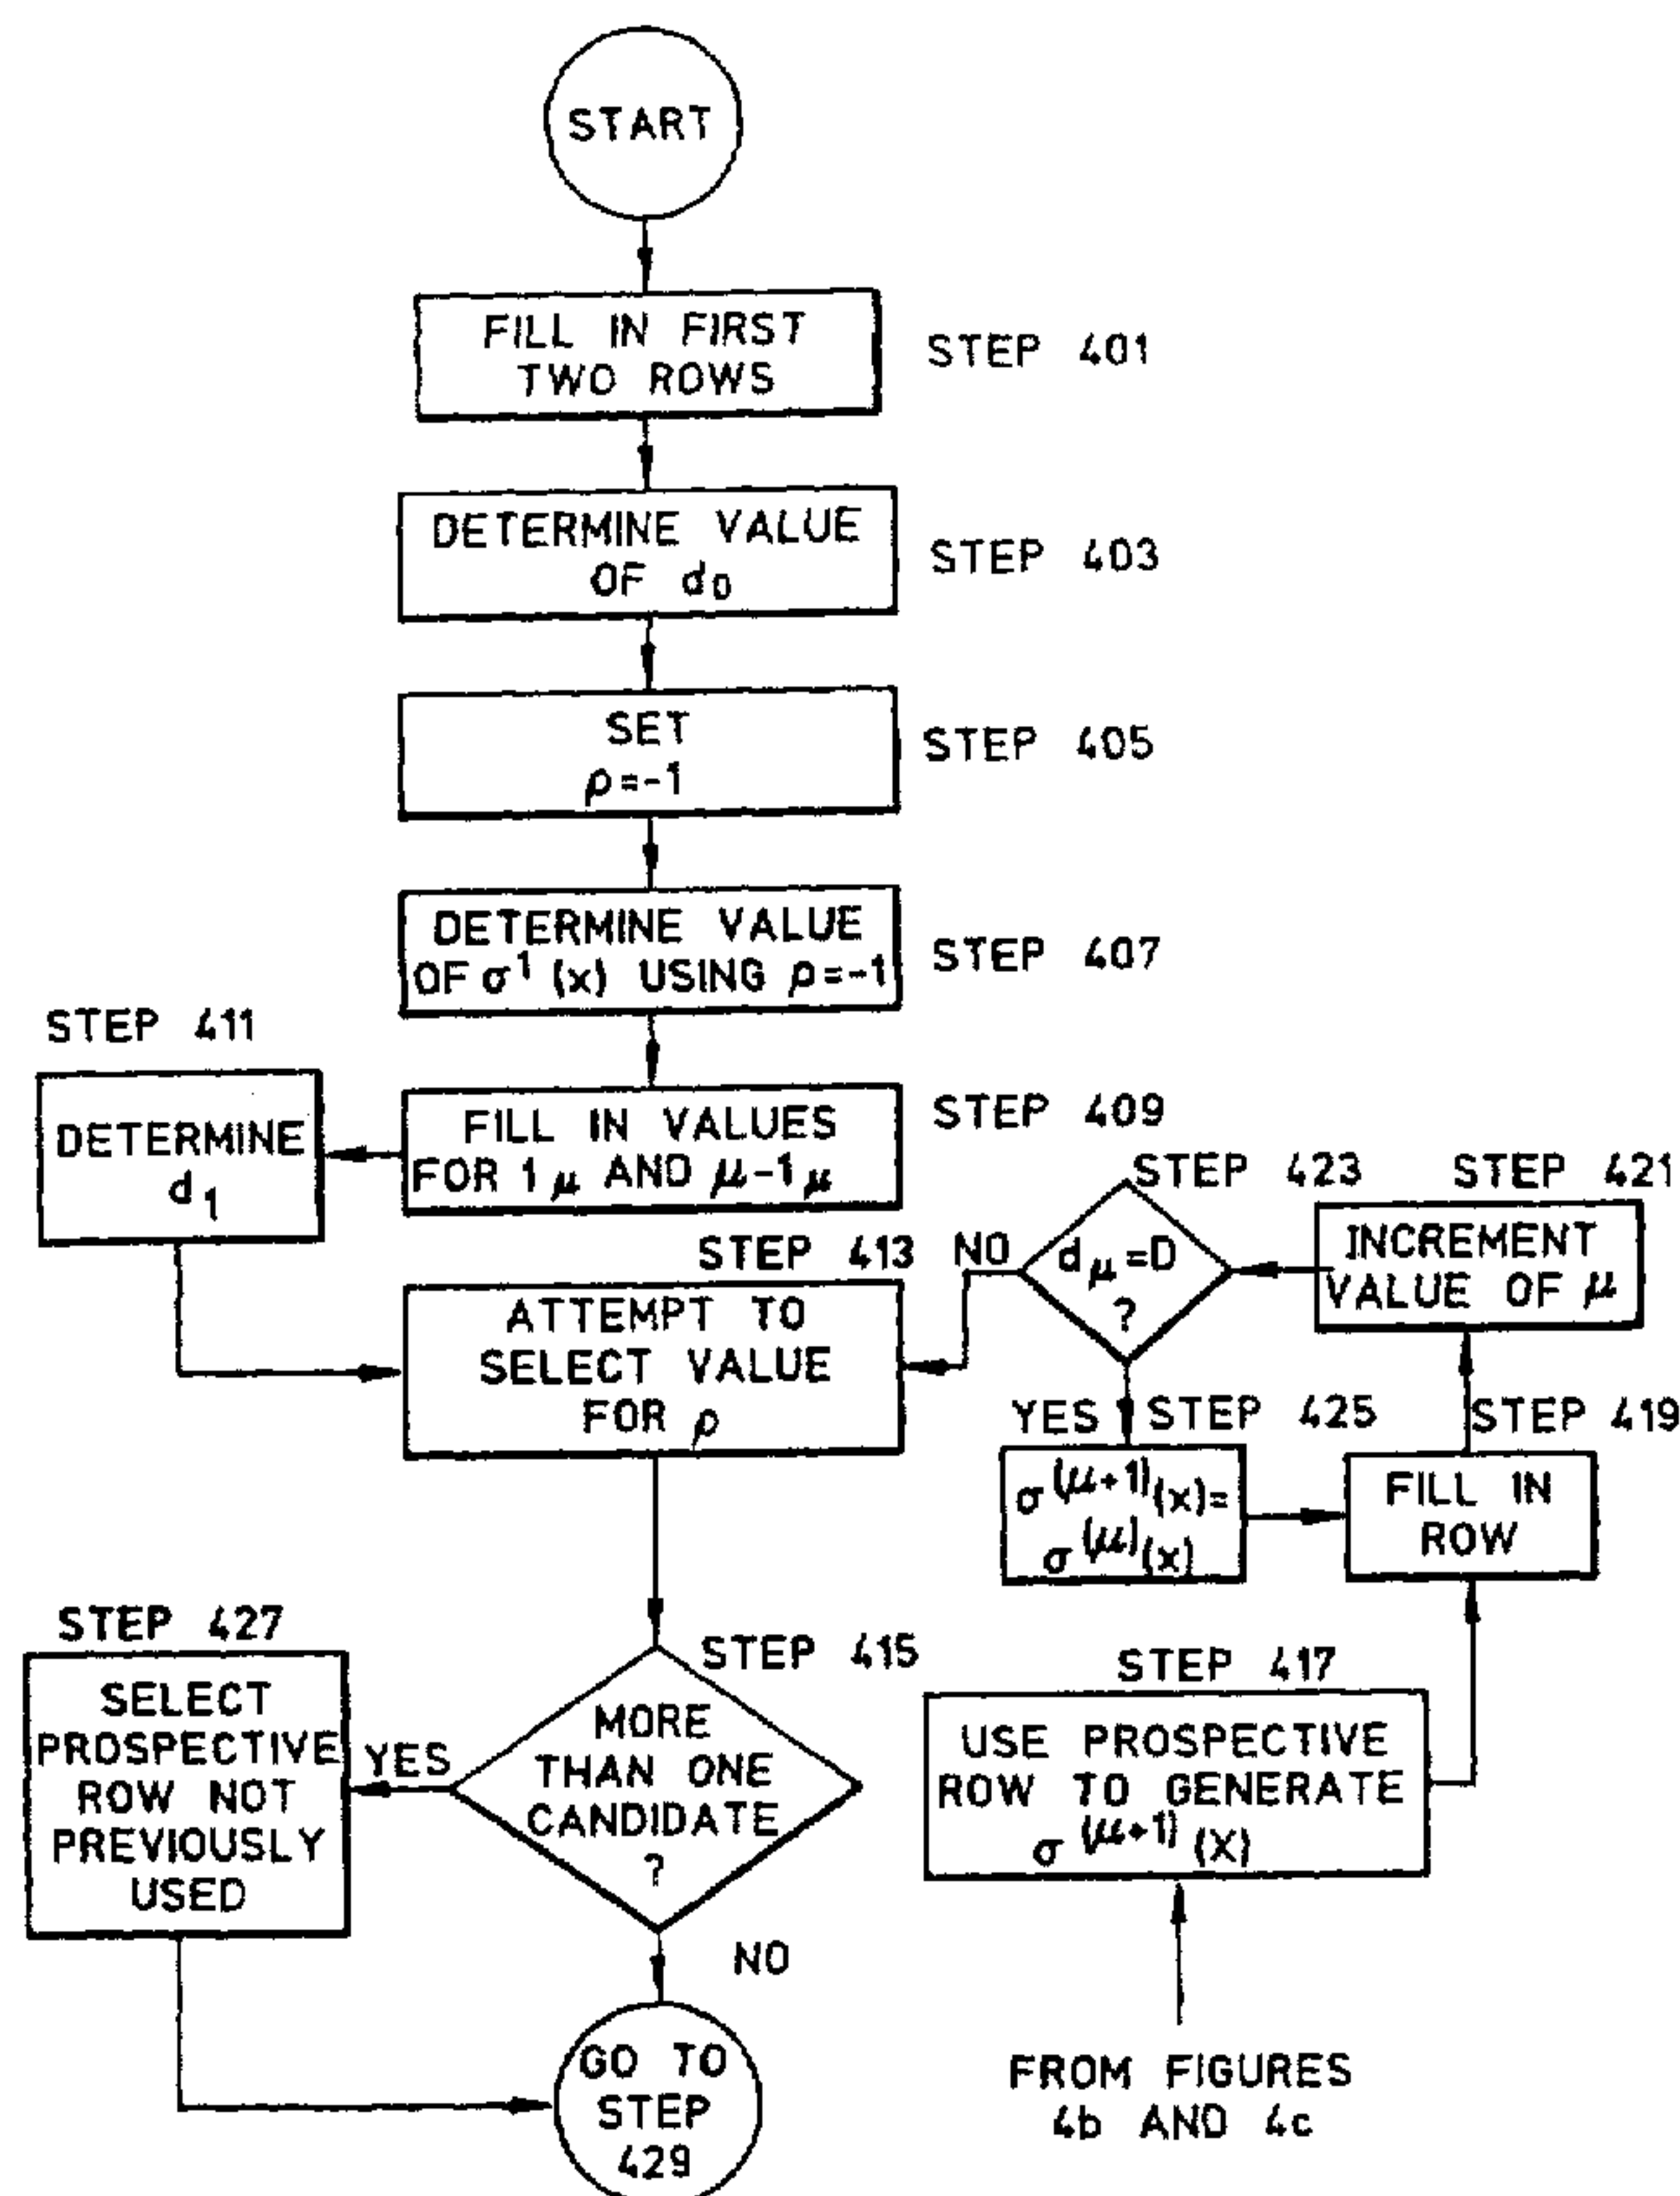 START
FILL IN FIRST
TWO ROWS
STEP 401
DETERMINE VALUE
OF d₀
STEP 403
SET
ρ=-1
STEP 405
DETERMINE VALUE
OF σ¹ (x) USING ρ=-1
STEP 407
STEP 411
DETERMINE
d₁
FILL IN VALUES
FOR 1μ AND μ-1μ
STEP 409
STEP 423
dμ=D
?
NO
YES
STEP 421
INCREMENT
VALUE OF μ
STEP 413
ATTEMPT TO
SELECT VALUE
FOR ρ
STEP 425
σ(μ+1)(x)=
σ(μ)(x)
STEP 419
FILL IN
ROW
STEP 427
SELECT
PROSPECTIVE
ROW NOT
PREVIOUSLY
USED
YES
STEP 415
MORE
THAN ONE
CANDIDATE
?
NO
STEP 417
USE PROSPECTIVE
ROW TO GENERATE
σ(μ+1)(X)
GO TO
STEP
429
FROM FIGURES
4b AND 4c